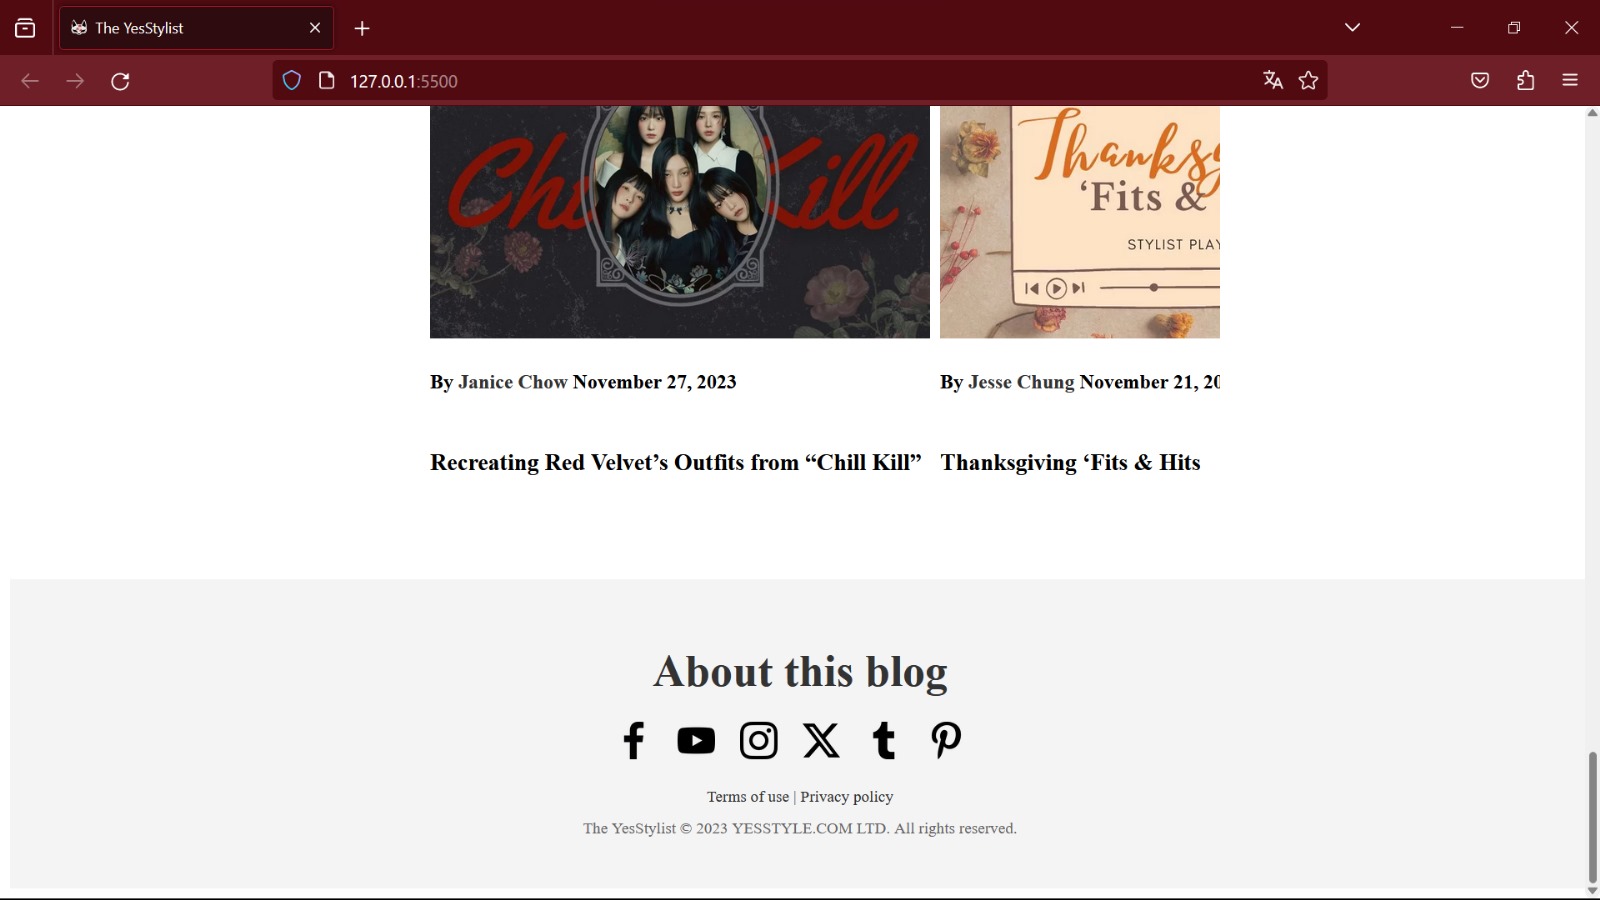 The YesStylist
127.0.0.1:5500
Chi Kill
Thanksg
‘Fits &
STYLIST PLAY
By Janice Chow November 27, 2023
By Jesse Chung November 21, 20
Recreating Red Velvet’s Outfits from “Chill Kill”
Thanksgiving ‘Fits & Hits
About this blog
Terms of use | Privacy policy
The YesStylist © 2023 YESSTYLE.COM LTD. All rights reserved.